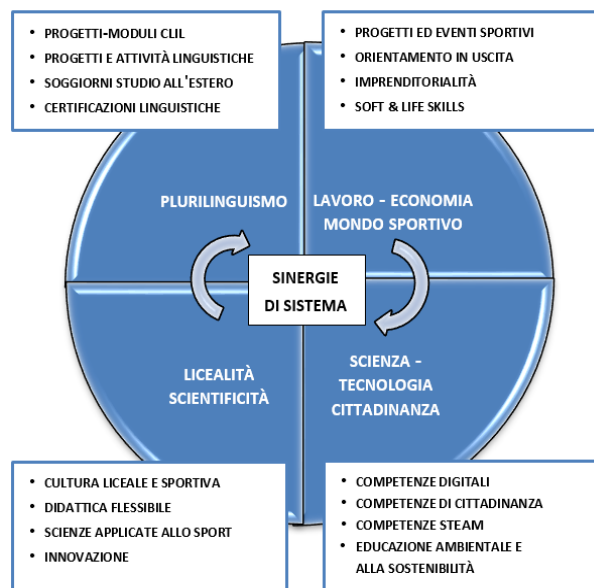 • PROGETTI-MODULI CLIL
• PROGETTI E ATTIVITÀ LINGUISTICHE
• SOGGIORNI STUDIO ALL'ESTERO
• CERTIFICAZIONI LINGUISTICHE
• PROGETTI ED EVENTI SPORTIVI
• ORIENTAMENTO IN USCITA
• IMPRENDITORIALITÀ
• SOFT & LIFE SKILLS
PLURILINGUISMO
LAVORO - ECONOMIA
MONDO SPORTIVO
SINERGIE
DI SISTEMA
LICEALITÀ
SCIENTIFICITÀ
SCIENZA -
TECNOLOGIA
CITTADINANZA
• CULTURA LICEALE E SPORTIVA
• DIDATTICA FLESSIBILE
• SCIENZE APPLICATE ALLO SPORT
• INNOVAZIONE
• COMPETENZE DIGITALI
• COMPETENZE DI CITTADINANZA
• COMPETENZE STEAM
• EDUCAZIONE AMBIENTALE E
ALLA SOSTENIBILITÀ